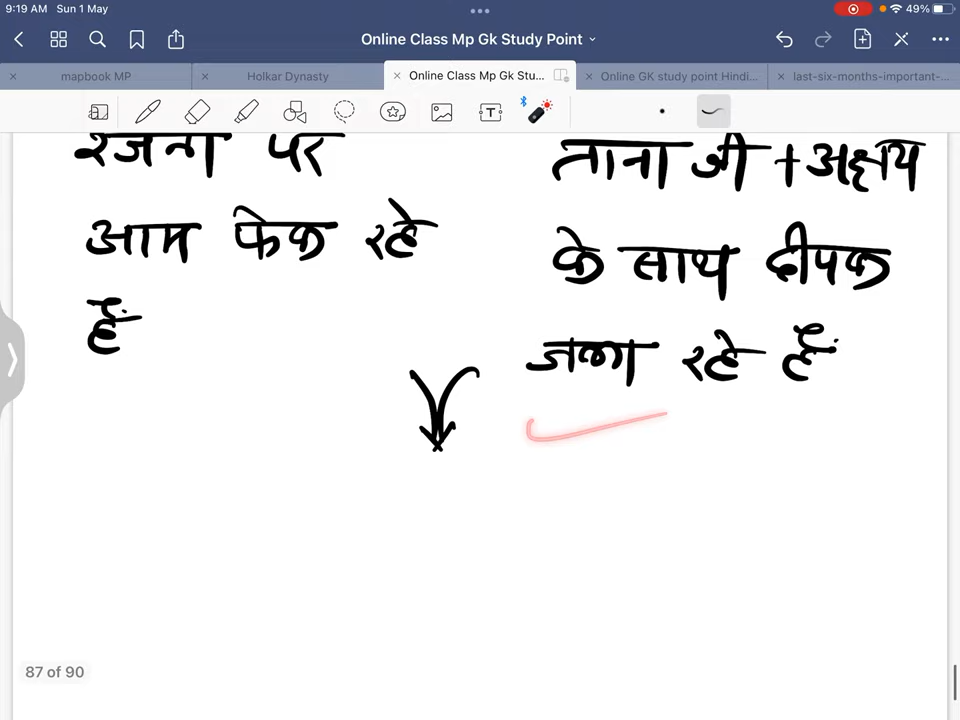 9:19 AM Sun 1 May
49%
Online Class Mp Gk Study Point
mapbook MP
Holkar Dynasty
Online Class Mp Gk Stu...
Online GK study point Hindi...
last-six-months-important-...
T
रंजना पर
आम फेक रहे
हैं
ताना जी + अक्षय
के साथ दीपक
जला रहे हैं
87 of 90